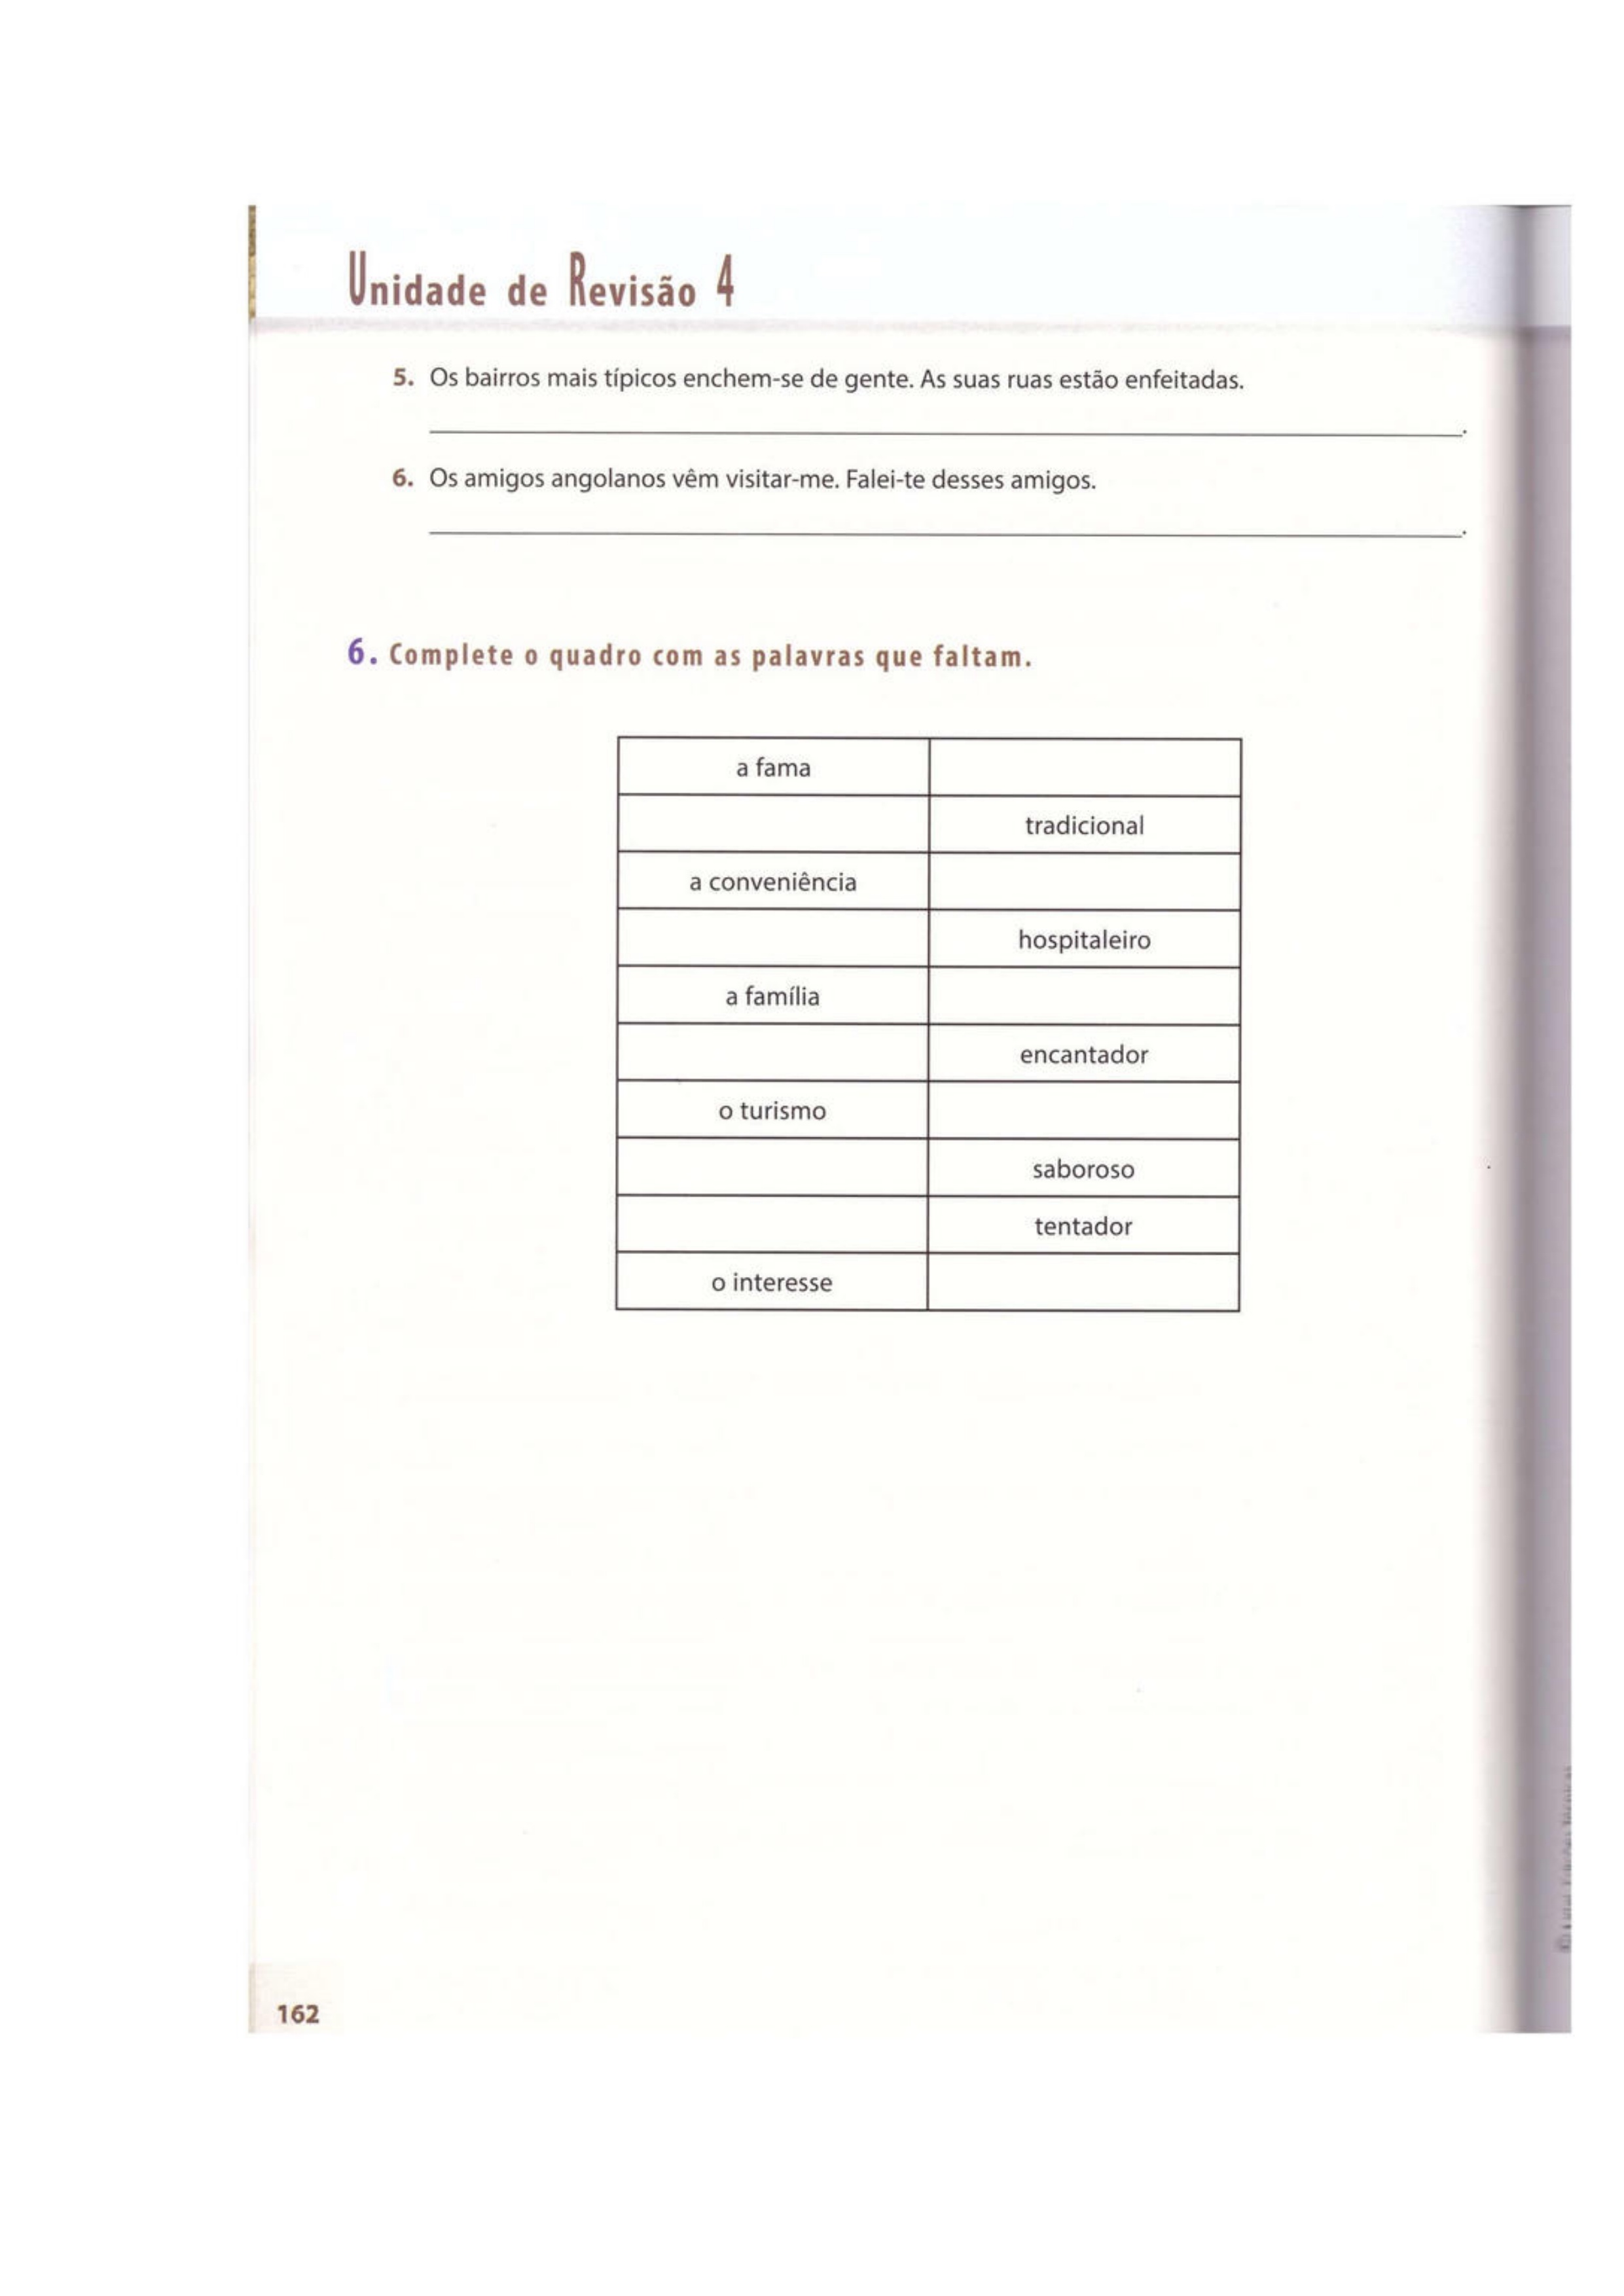 Unidade de Revisão 4
5. Os bairros mais típicos enchem-se de gente. As suas ruas estão enfeitadas.
.
6. Os amigos angolanos vêm visitar-me. Falei-te desses amigos.
.
6. Complete o quadro com as palavras que faltam.
a fama
tradicional
a conveniência
hospitaleiro
a família
encantador
o turismo
saboroso
tentador
o interesse
162